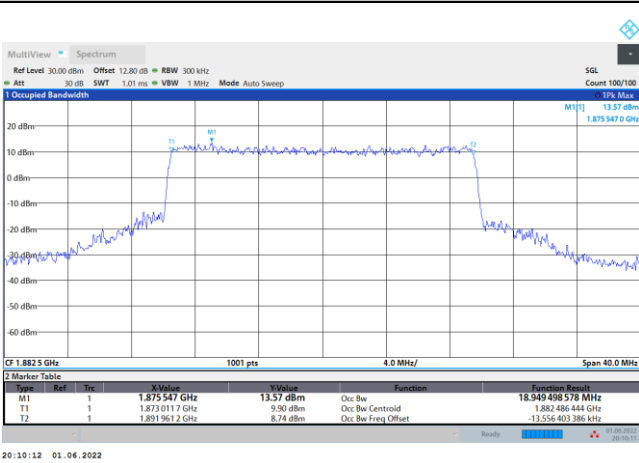 MultiView Spectrum
Ref Level 30.00 dBm Offset 12.80 dB RBW 300 kHz SGL
Att 30 dB SWT 1.01 ms VBW 1 MHz Mode Auto Sweep Count 100/100
1 Occupied Bandwidth 1Pk Max
M1[1] 13.57 dBm
1.875 547 0 GHz
20 dBm
M1
T1
T2
10 dBm
0 dBm
-10 dBm
-20 dBm
-30 dBm
-40 dBm
-50 dBm
-60 dBm
CF 1.882 5 GHz 1001 pts 4.0 MHz/ Span 40.0 MHz
2 Marker Table
Type Ref Trc X-Value Y-Value Function Function Result
M1 1 1.875 547 GHz 13.57 dBm Occ Bw 18.949 498 578 MHz
T1 1 1.873 011 7 GHz 9.90 dBm Occ Bw Centroid 1.882 486 444 GHz
T2 1 1.891 961 2 GHz 8.74 dBm Occ Bw Freq Offset -13.556 403 386 kHz
Ready 01.06.2022
20:10:11
20:10:12 01.06.2022